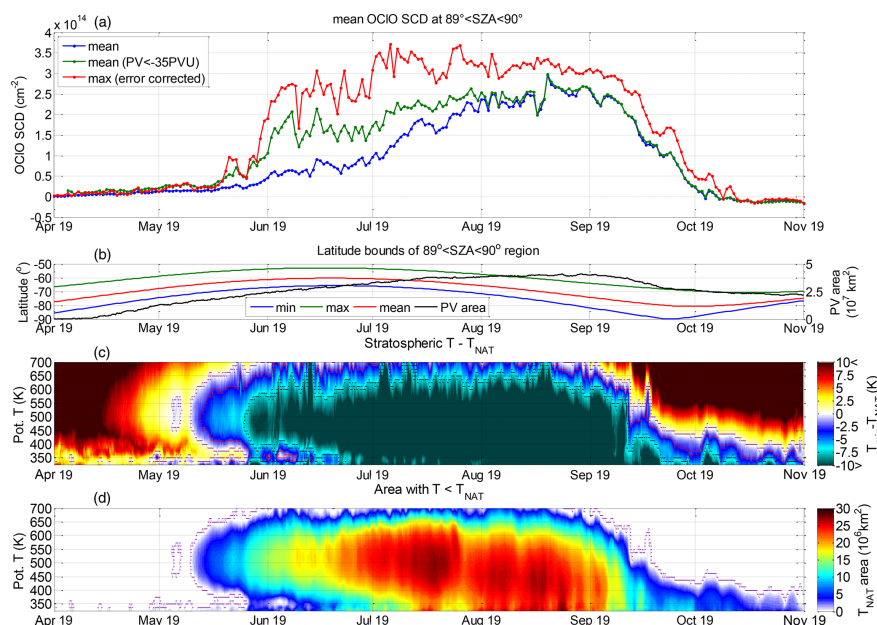 (a)
mean OClO SCD at 89°<SZA<90°
x 10^14
4
3.5
3
2.5
2
1.5
1
0.5
0
-0.5
OClO SCD (cm^-2)
mean
mean (PV<-35PVU)
max (error corrected)
Apr 19 May 19 Jun 19 Jul 19 Aug 19 Sep 19 Oct 19 Nov 19
(b)
Latitude bounds of 89°<SZA<90° region
-50
-60
-70
-80
-90
Latitude (°)
5
2.5
0
PV area
(10^7 km^2)
min max mean PV area
Apr 19 May 19 Jun 19 Jul 19 Aug 19 Sep 19 Oct 19 Nov 19
(c)
Stratospheric T - T_NAT
700
650
600
550
500
450
400
350
Pot. T (K)
10<
7.5
5
2.5
0
-2.5
-5
-7.5
-10>
Apr 19 May 19 Jun 19 Jul 19 Aug 19 Sep 19 Oct 19 Nov 19
(d)
Area with T < T_NAT
700
650
600
550
500
450
400
350
Pot. T (K)
30
25
20
15
10
5
0
T_NAT area (10^6 km^2)
Apr 19 May 19 Jun 19 Jul 19 Aug 19 Sep 19 Oct 19 Nov 19